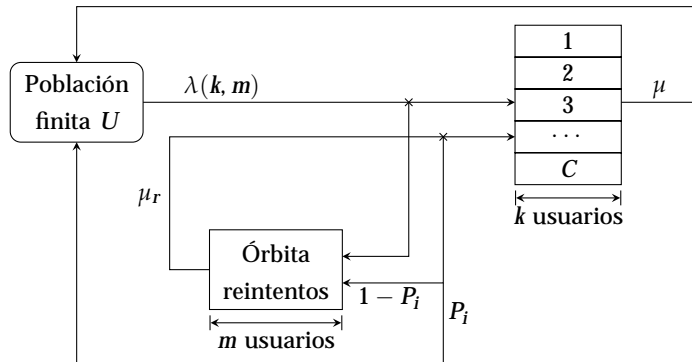 Población
finita U
λ(k, m)
1
2
3
· · ·
C
μ
k usuarios
μr
Órbita
reintentos
1 − Pi
Pi
m usuarios